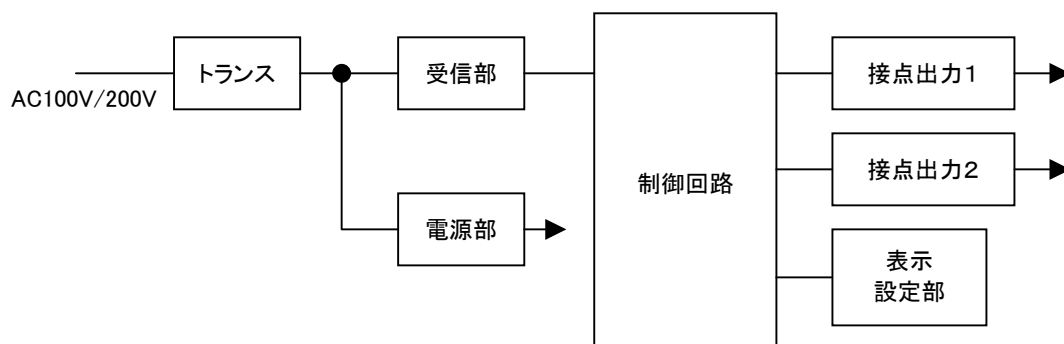 AC100V/200V
トランス
受信部
電源部
制御回路
接点出力1
接点出力2
表示
設定部